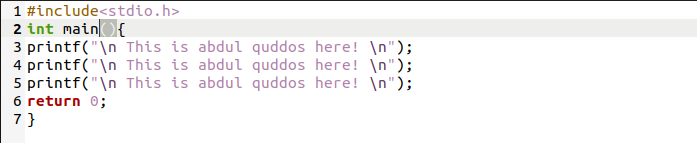 1 #include<stdio.h>
2 int main(){
3 printf("\n This is abdul quddos here! \n");
4 printf("\n This is abdul quddos here! \n");
5 printf("\n This is abdul quddos here! \n");
6 return 0;
7 }